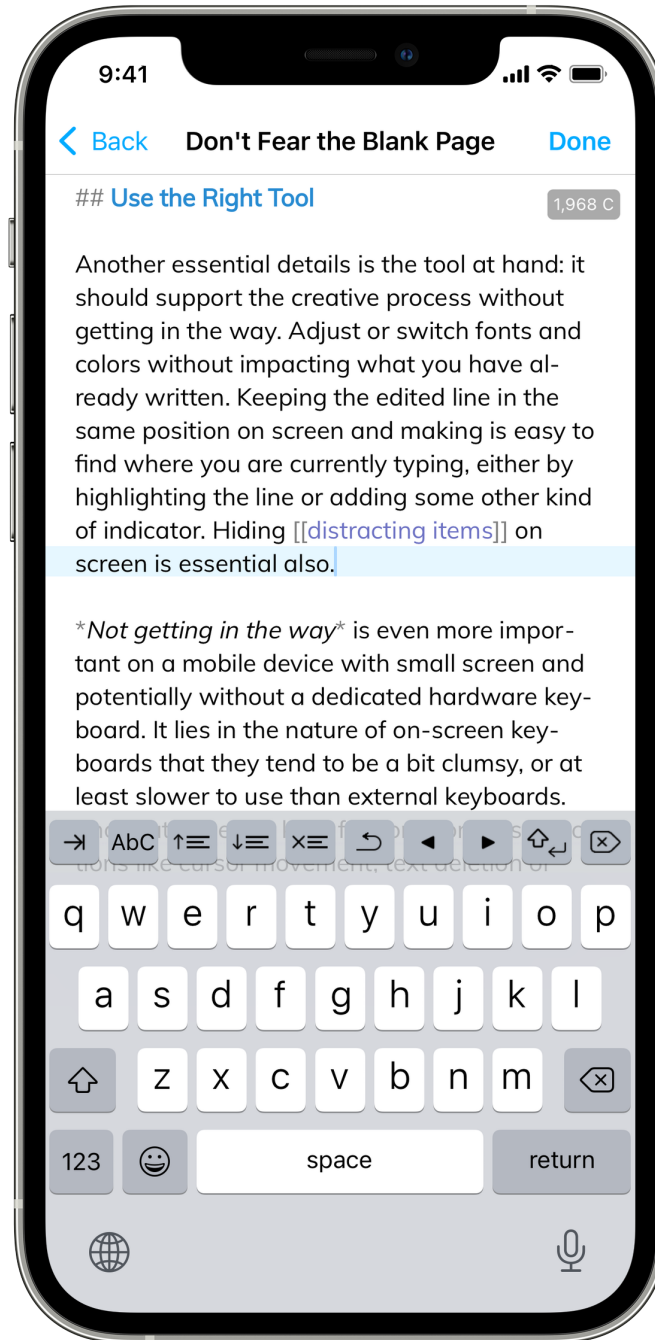 9:41
Back Don't Fear the Blank Page Done
## Use the Right Tool
1,968 C
Another essential details is the tool at hand: it
should support the creative process without
getting in the way. Adjust or switch fonts and
colors without impacting what you have al-
ready written. Keeping the edited line in the
same position on screen and making is easy to
find where you are currently typing, either by
highlighting the line or adding some other kind
of indicator. Hiding [[distracting items]] on
screen is essential also.
*Not getting in the way* is even more impor-
tant on a mobile device with small screen and
potentially without a dedicated hardware key-
board. It lies in the nature of on-screen key-
boards that they tend to be a bit clumsy, or at
least slower to use than external keyboards.
AbC
tions like cursor movement, text deletion or
q w e r t y u i o p
a s d f g h j k l
z x c v b n m
123 space return